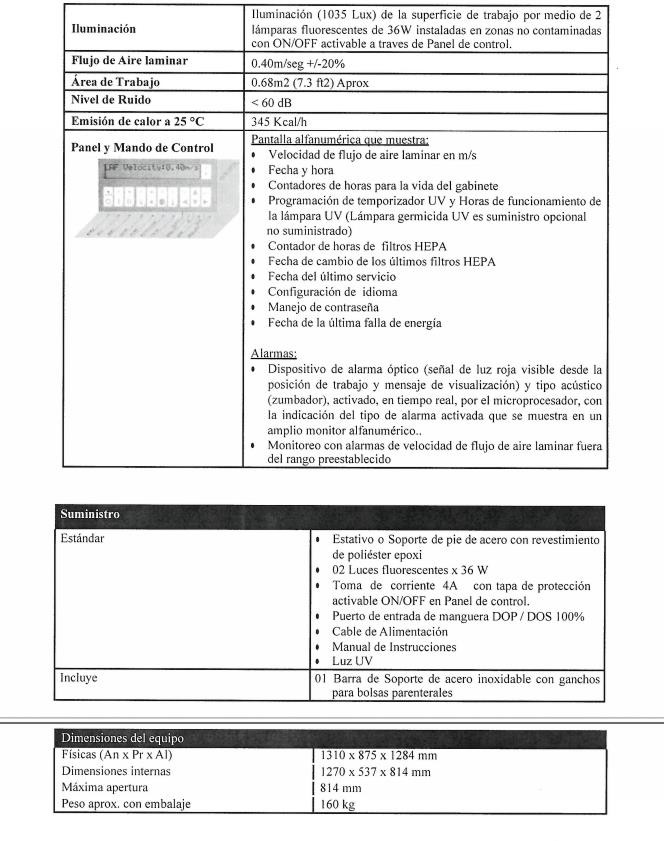 Iluminación
Iluminación (1035 Lux) de la superficie de trabajo por medio de 2
lámparas fluorescentes de 36W instaladas en zonas no contaminadas
con ON/OFF activable a traves de Panel de control.
Flujo de Aire laminar
0.40m/seg +/-20%
Área de Trabajo
0.68m2 (7.3 ft2) Aprox
Nivel de Ruido
< 60 dB
Emisión de calor a 25 °C
345 Kcal/h
Panel y Mando de Control
LAF Velocity:0.40m/s
Pantalla alfanumérica que muestra:
• Velocidad de flujo de aire laminar en m/s
• Fecha y hora
• Contadores de horas para la vida del gabinete
• Programación de temporizador UV y Horas de funcionamiento de
la lámpara UV (Lámpara germicida UV es suministro opcional
no suministrado)
• Contador de horas de filtros HEPA
• Fecha de cambio de los últimos filtros HEPA
• Fecha del último servicio
• Configuración de idioma
• Manejo de contraseña
• Fecha de la última falla de energía
Alarmas:
• Dispositivo de alarma óptico (señal de luz roja visible desde la
posición de trabajo y mensaje de visualización) y tipo acústico
(zumbador), activado, en tiempo real, por el microprocesador, con
la indicación del tipo de alarma activada que se muestra en un
amplio monitor alfanumérico..
• Monitoreo con alarmas de velocidad de flujo de aire laminar fuera
del rango preestablecido
Suministro
Estándar
• Estativo o Soporte de pie de acero con revestimiento
de poliéster epoxi
• 02 Luces fluorescentes x 36 W
• Toma de corriente 4A con tapa de protección
activable ON/OFF en Panel de control.
• Puerto de entrada de manguera DOP / DOS 100%
• Cable de Alimentación
• Manual de Instrucciones
• Luz UV
Incluye
01 Barra de Soporte de acero inoxidable con ganchos
para bolsas parenterales
Dimensiones del equipo
Físicas (An x Pr x Al)
1310 x 875 x 1284 mm
Dimensiones internas
1270 x 537 x 814 mm
Máxima apertura
814 mm
Peso aprox. con embalaje
160 kg